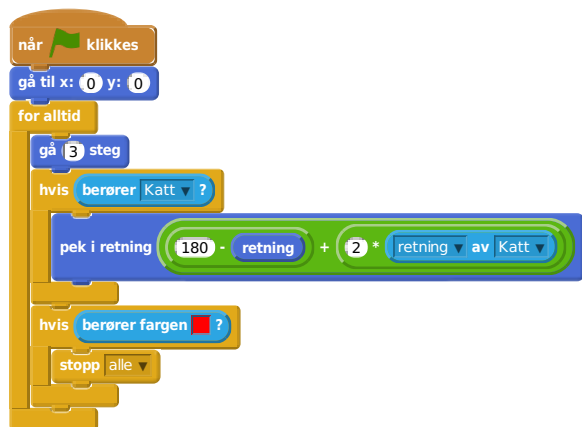 når klikkes
gå til x: 0 y: 0
for alltid
gå 3 steg
hvis berører Katt ?
pek i retning 180 - retning + 2 * retning av Katt
hvis berører fargen ?
stopp alle